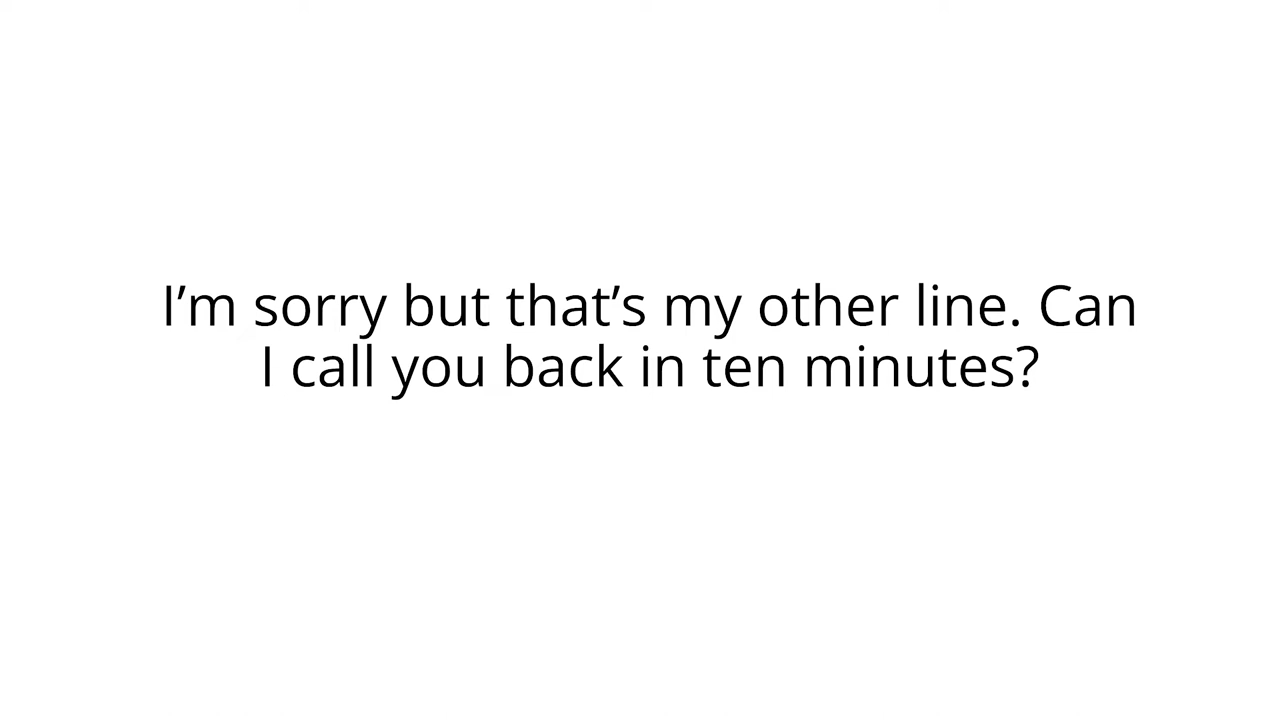 I’m sorry but that’s my other line. Can
I call you back in ten minutes?